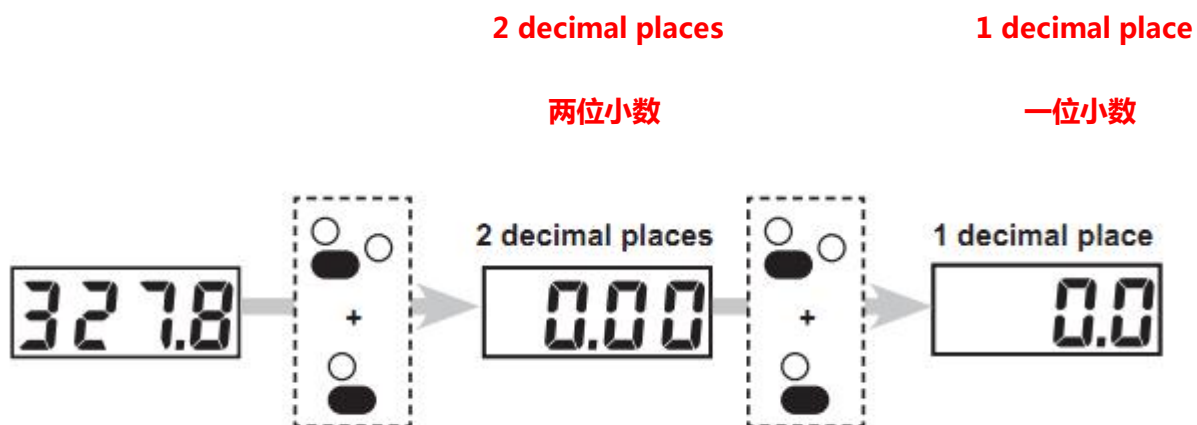 2 decimal places 1 decimal place
两位小数 一位小数
2 decimal places 1 decimal place
327.8 + 0.00 + 0.0